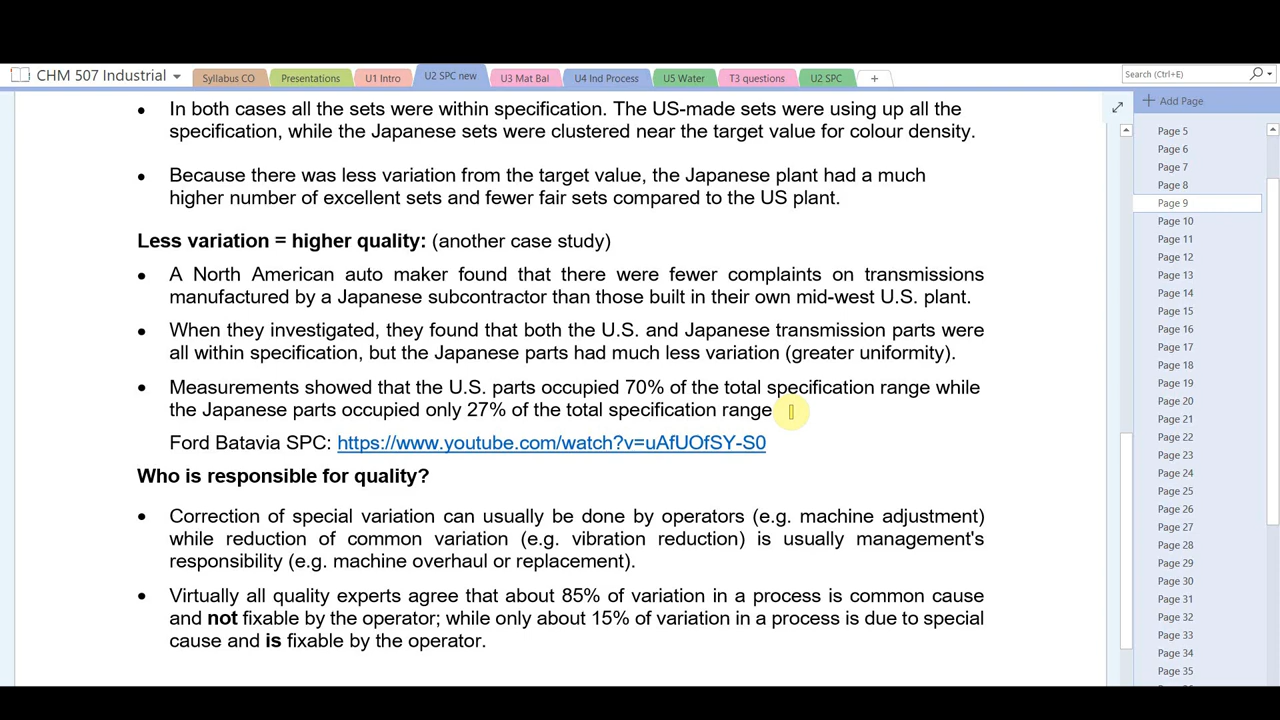 CHM 507 Industrial
Syllabus CO
Presentations
U1 Intro
U2 SPC new
U3 Mat Bal
U4 Ind Process
U5 Water
T3 questions
U2 SPC
Search (Ctrl+E)
• In both cases all the sets were within specification. The US-made sets were using up all the
specification, while the Japanese sets were clustered near the target value for colour density.
• Because there was less variation from the target value, the Japanese plant had a much
higher number of excellent sets and fewer fair sets compared to the US plant.
Less variation = higher quality: (another case study)
• A North American auto maker found that there were fewer complaints on transmissions
manufactured by a Japanese subcontractor than those built in their own mid-west U.S. plant.
• When they investigated, they found that both the U.S. and Japanese transmission parts were
all within specification, but the Japanese parts had much less variation (greater uniformity).
• Measurements showed that the U.S. parts occupied 70% of the total specification range while
the Japanese parts occupied only 27% of the total specification range
Ford Batavia SPC: https://www.youtube.com/watch?v=uAfUOfSY-S0
Who is responsible for quality?
• Correction of special variation can usually be done by operators (e.g. machine adjustment)
while reduction of common variation (e.g. vibration reduction) is usually management's
responsibility (e.g. machine overhaul or replacement).
• Virtually all quality experts agree that about 85% of variation in a process is common cause
and not fixable by the operator; while only about 15% of variation in a process is due to special
cause and is fixable by the operator.
Add Page
Page 5
Page 6
Page 7
Page 8
Page 9
Page 10
Page 11
Page 12
Page 13
Page 14
Page 15
Page 16
Page 17
Page 18
Page 19
Page 20
Page 21
Page 22
Page 23
Page 24
Page 25
Page 26
Page 27
Page 28
Page 29
Page 30
Page 31
Page 32
Page 33
Page 34
Page 35